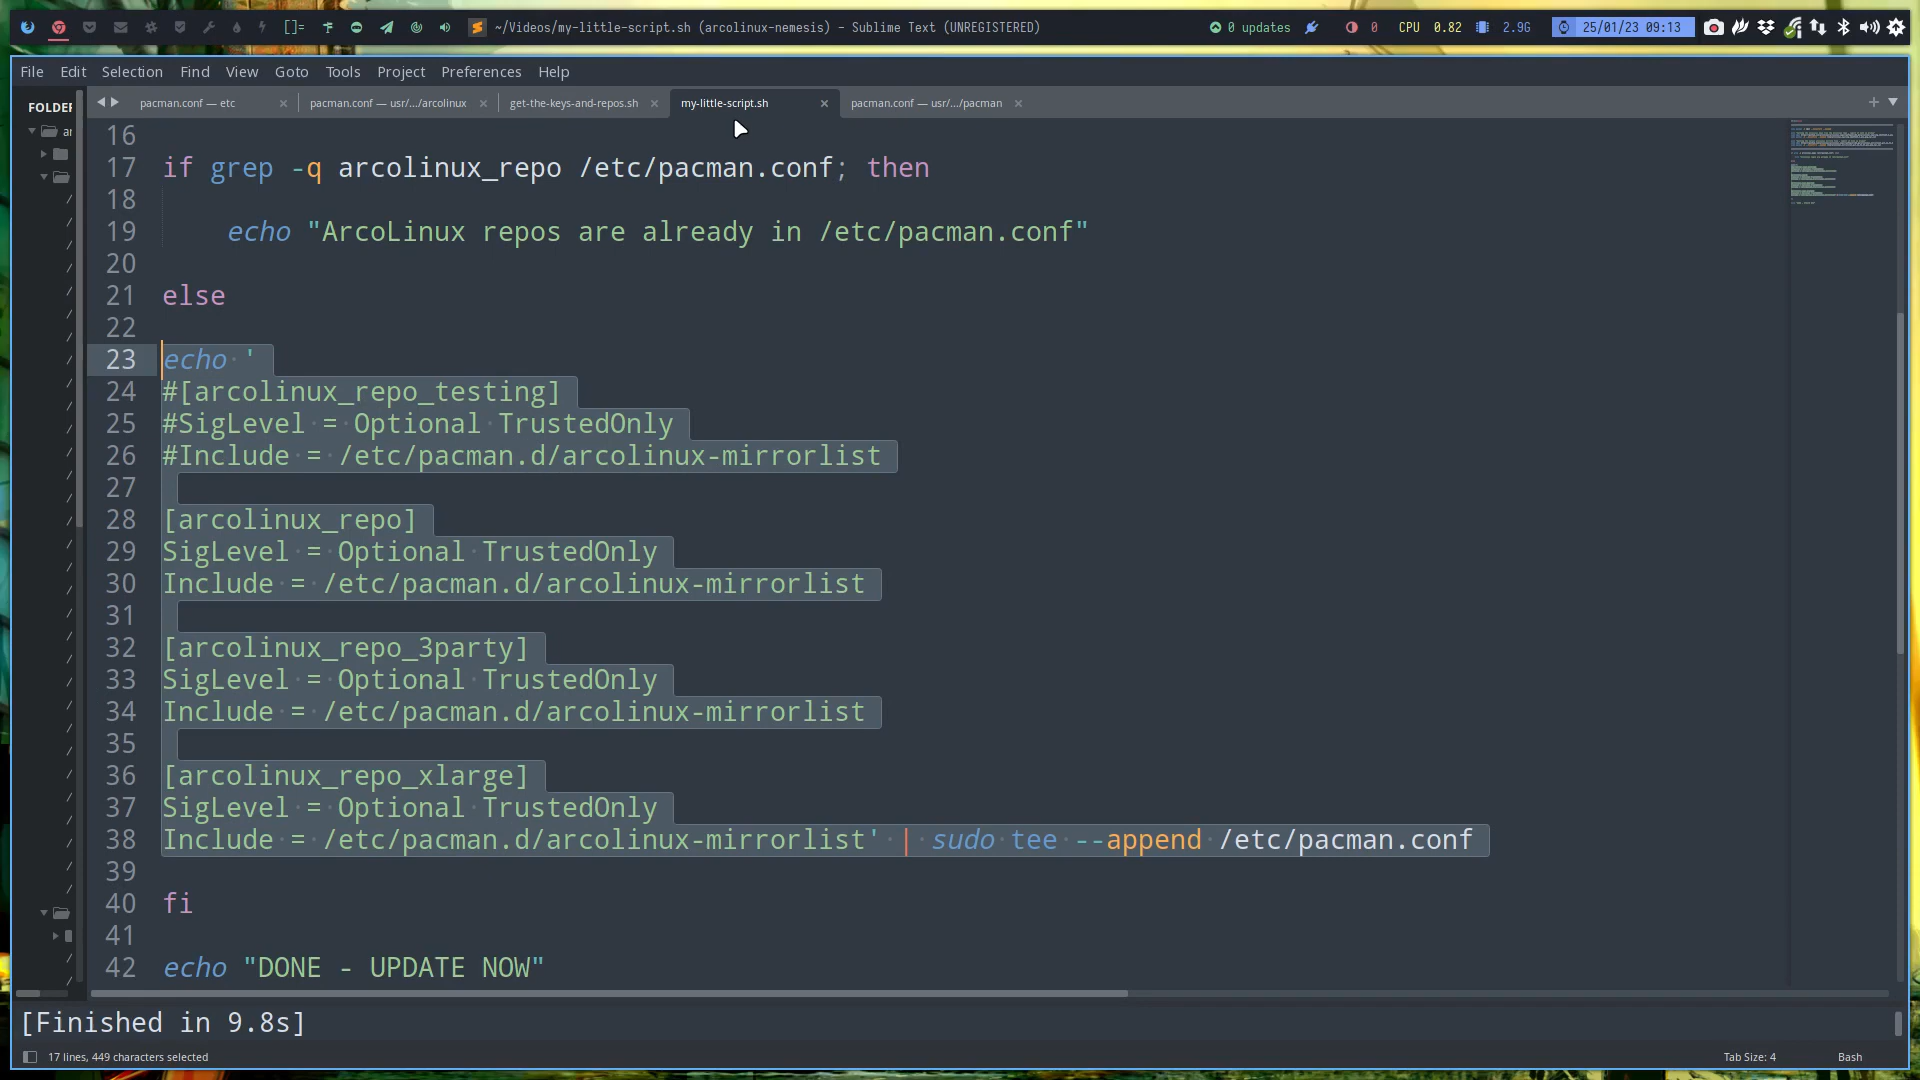 []=
~/Videos/my-little-script.sh (arcolinux-nemesis) – Sublime Text (UNREGISTERED)
0 updates
0
CPU 0.82
2.9G
25/01/23 09:13
File Edit Selection Find View Goto Tools Project Preferences Help
FOLDER
pacman.conf — etc
pacman.conf — usr/.../arcolinux
get-the-keys-and-repos.sh
my-little-script.sh
pacman.conf — usr/.../pacman
16
17 if grep -q arcolinux_repo /etc/pacman.conf; then
18
19 echo "ArcoLinux repos are already in /etc/pacman.conf"
20
21 else
22
23 echo '
24 #[arcolinux_repo_testing]
25 #SigLevel = Optional TrustedOnly
26 #Include = /etc/pacman.d/arcolinux-mirrorlist
27
28 [arcolinux_repo]
29 SigLevel = Optional TrustedOnly
30 Include = /etc/pacman.d/arcolinux-mirrorlist
31
32 [arcolinux_repo_3party]
33 SigLevel = Optional TrustedOnly
34 Include = /etc/pacman.d/arcolinux-mirrorlist
35
36 [arcolinux_repo_xlarge]
37 SigLevel = Optional TrustedOnly
38 Include = /etc/pacman.d/arcolinux-mirrorlist' | sudo tee --append /etc/pacman.conf
39
40 fi
41
42 echo "DONE - UPDATE NOW"
[Finished in 9.8s]
17 lines, 449 characters selected
Tab Size: 4
Bash